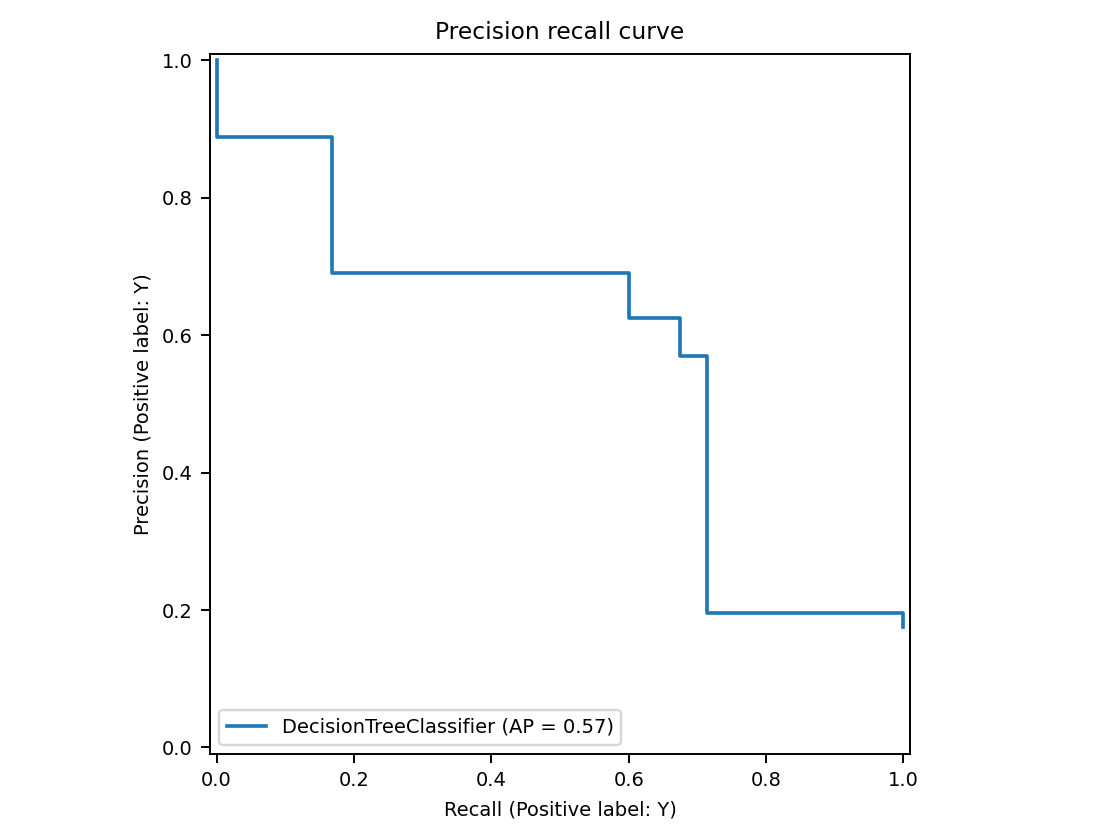 Precision recall curve
1.0
0.8
0.6
0.4
0.2
0.0
Precision (Positive label: Y)
DecisionTreeClassifier (AP = 0.57)
0.0 0.2 0.4 0.6 0.8 1.0
Recall (Positive label: Y)